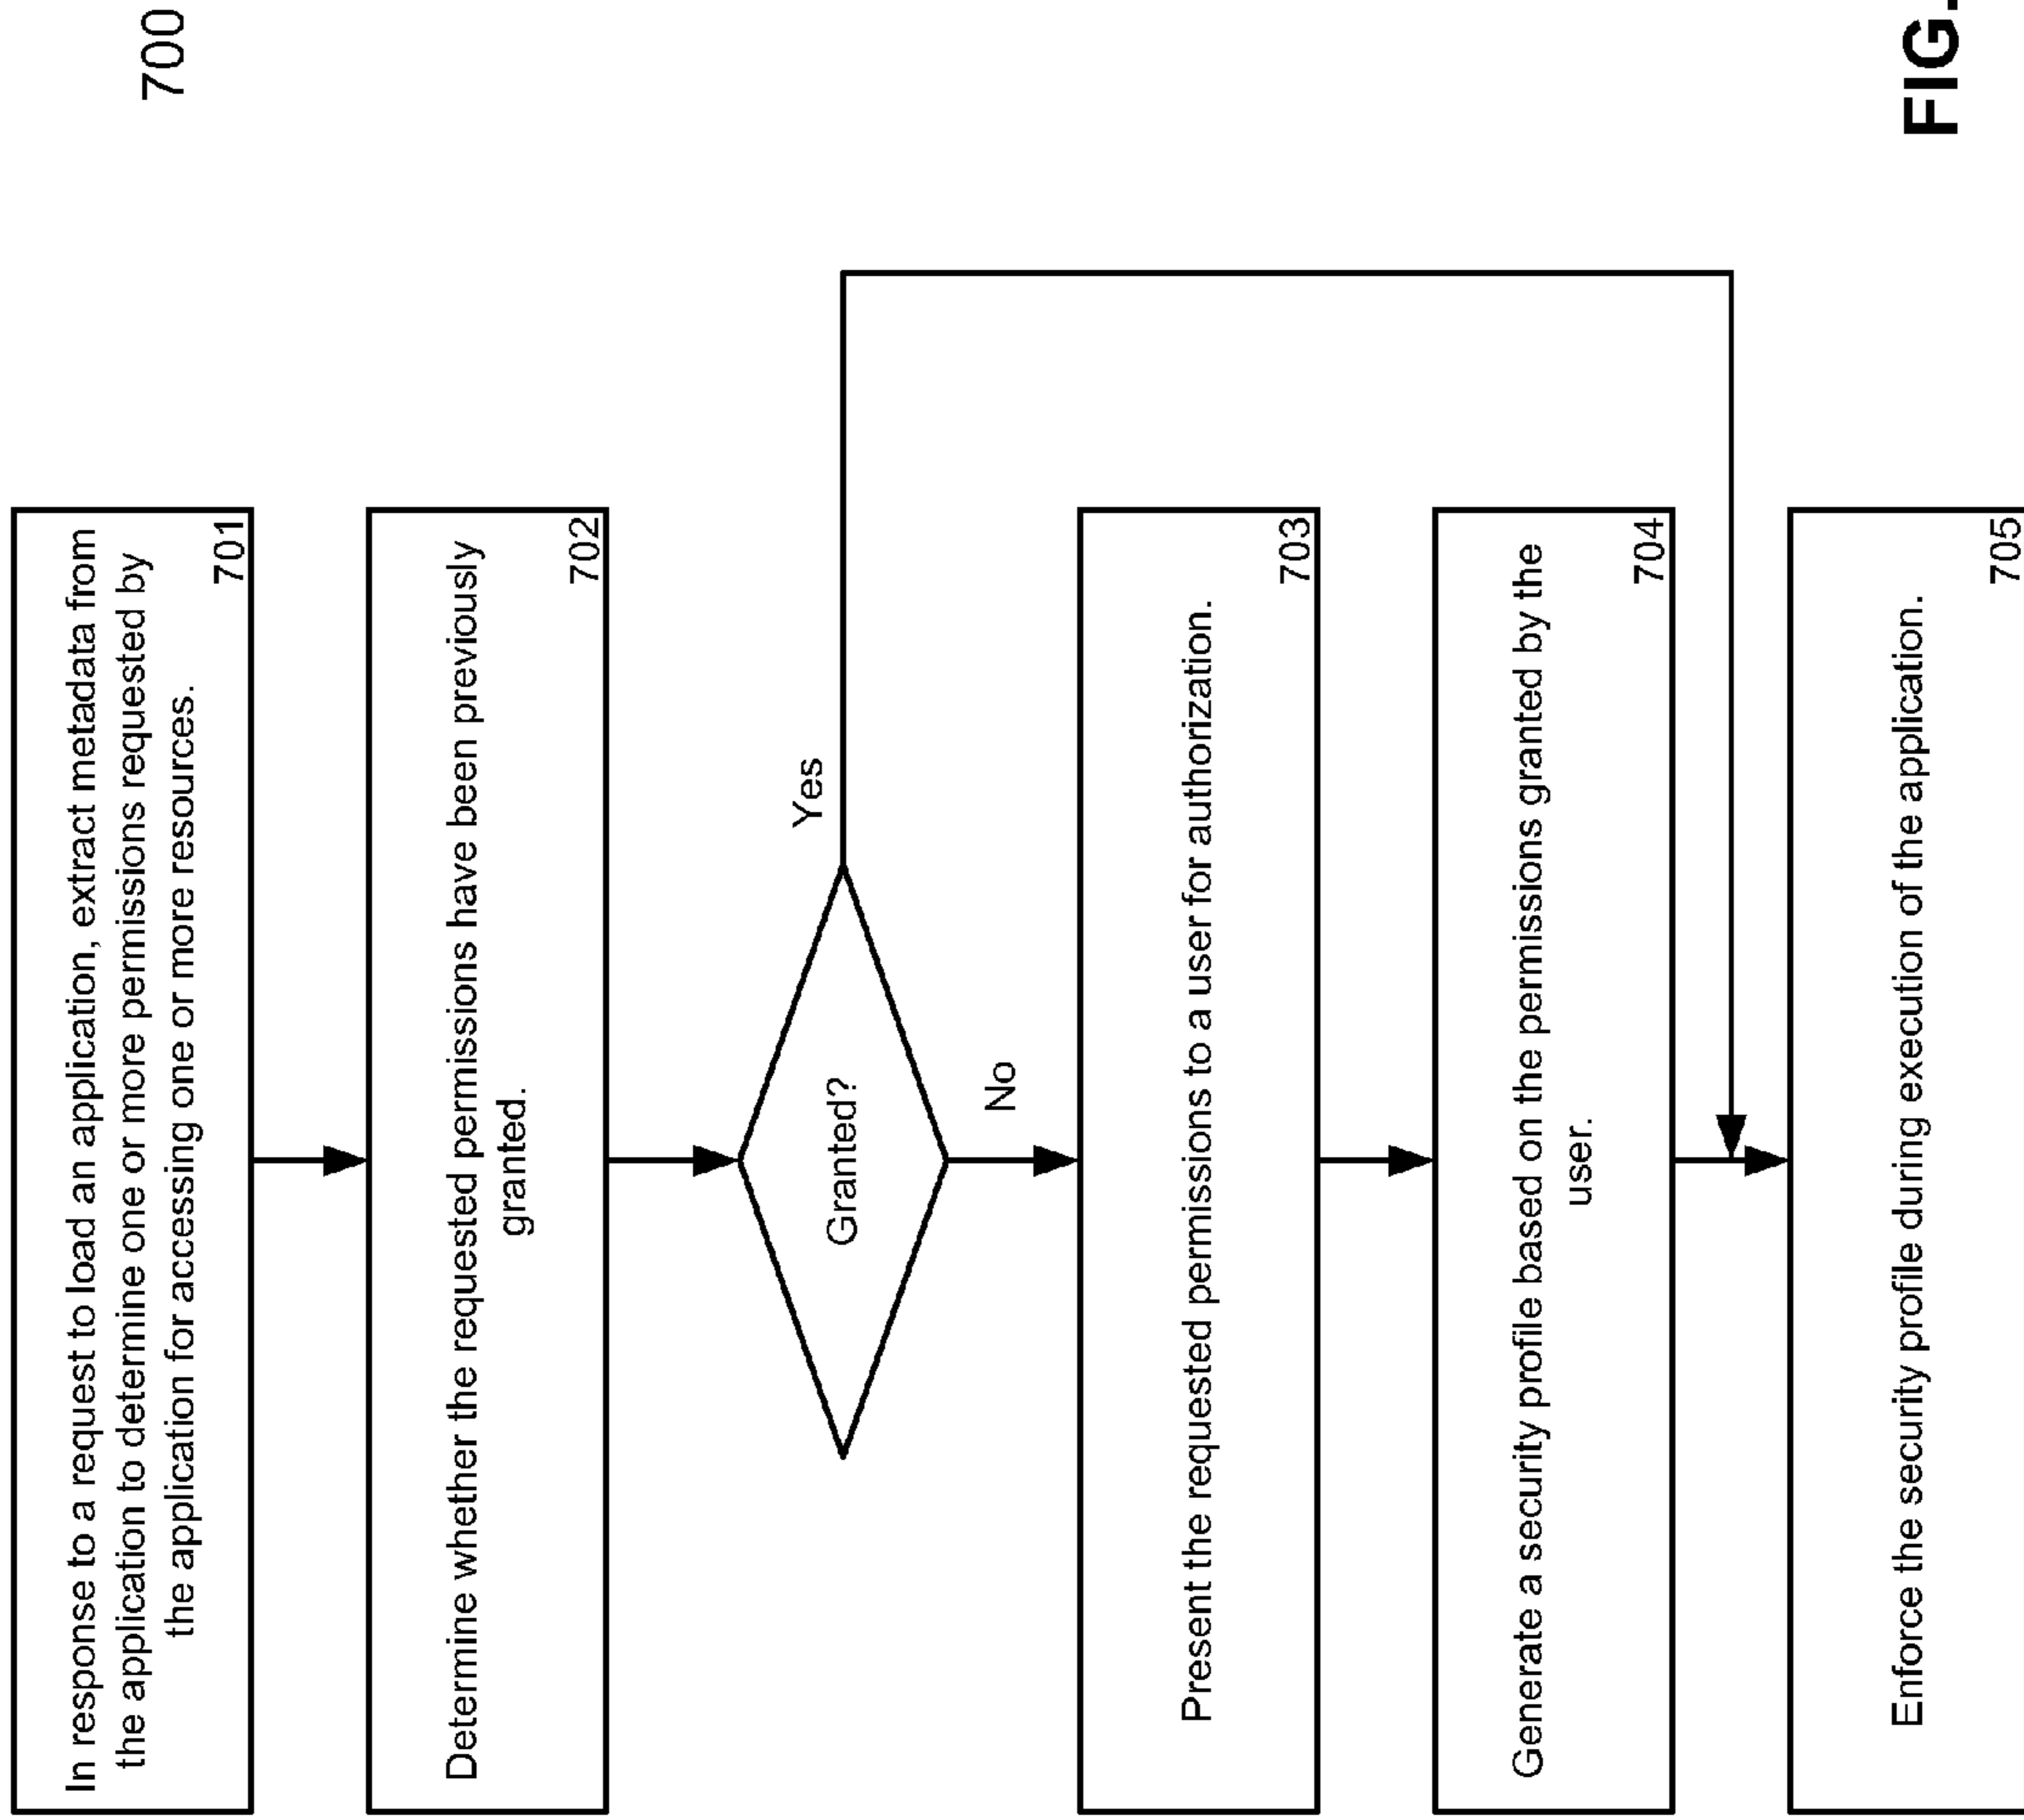 700
In response to a request to load an application, extract metadata from
the application to determine one or more permissions requested by
the application for accessing one or more resources.
701
Determine whether the requested permissions have been previously
granted.
702
Granted?
Yes
No
Present the requested permissions to a user for authorization.
703
Generate a security profile based on the permissions granted by the
user.
704
Enforce the security profile during execution of the application.
705
FIG.